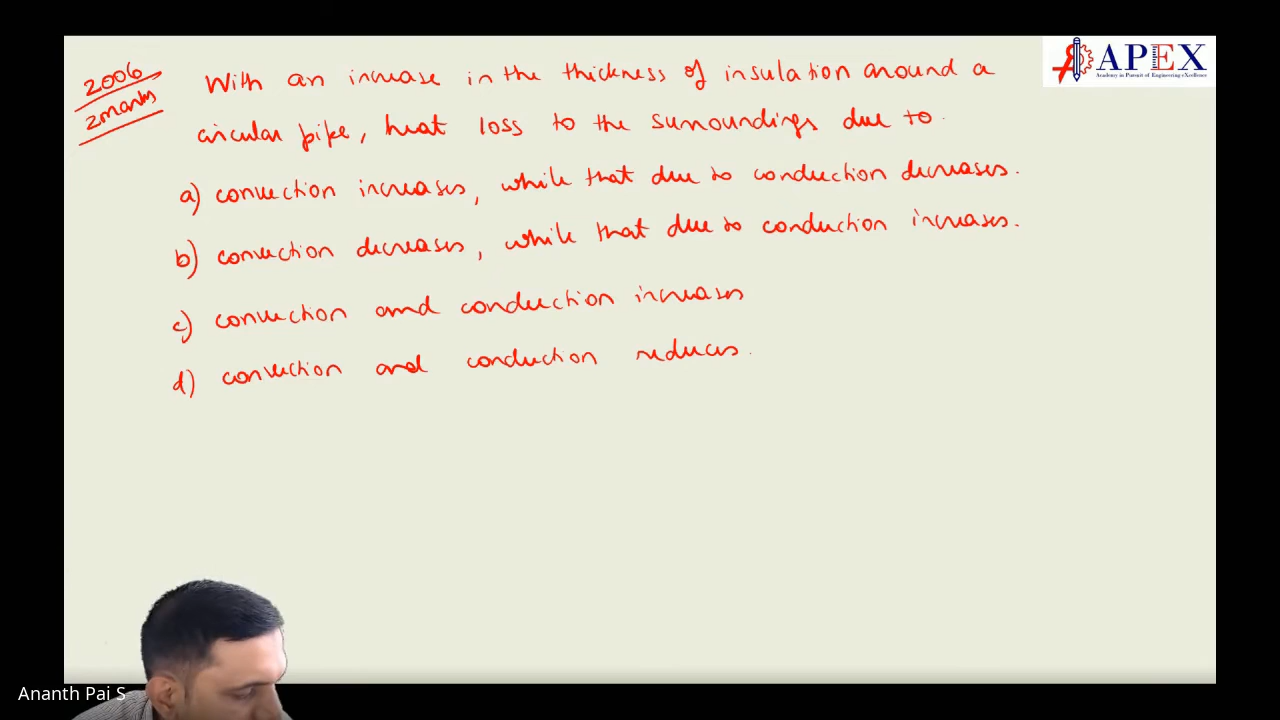 2006
2 marks
With an increase in the thickness of insulation around a
circular pipe, heat loss to the surroundings due to
a) convection increases, while that due to conduction decreases.
b) convection decreases, while that due to conduction increases.
c) convection and conduction increases
d) convection and conduction reduces.
APEX
Academy in Pursuit of Engineering eXcellence
Ananth Pai S